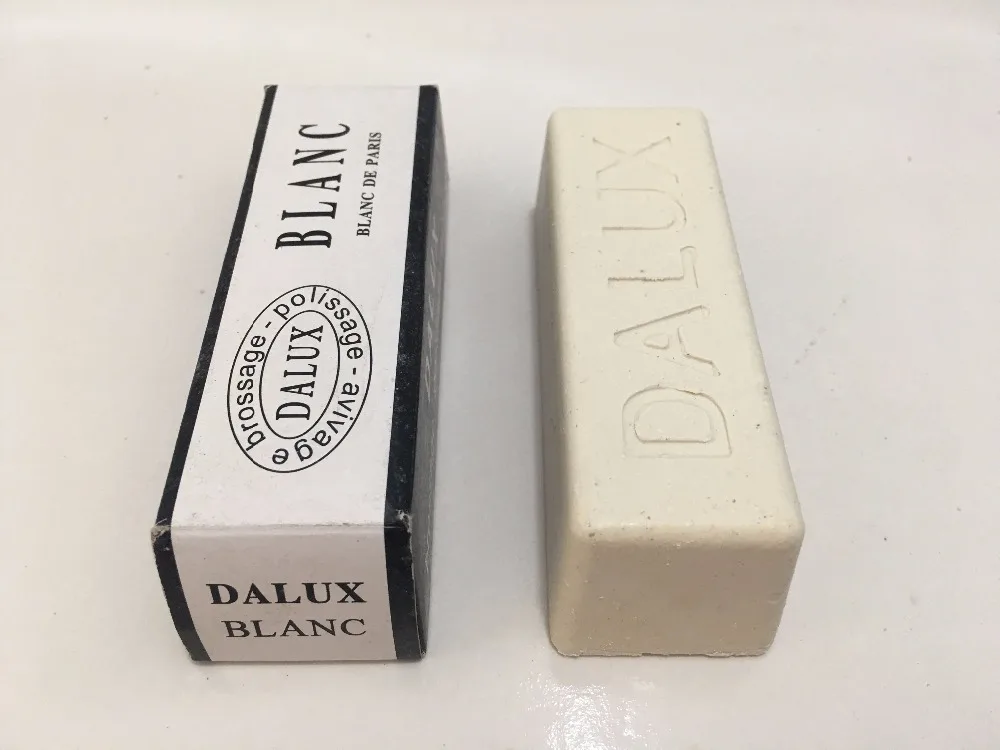 BLANC
BLANC DE PARIS
brossage - polissage - avivage
DALUX
DALUX
BLANC
DALUX